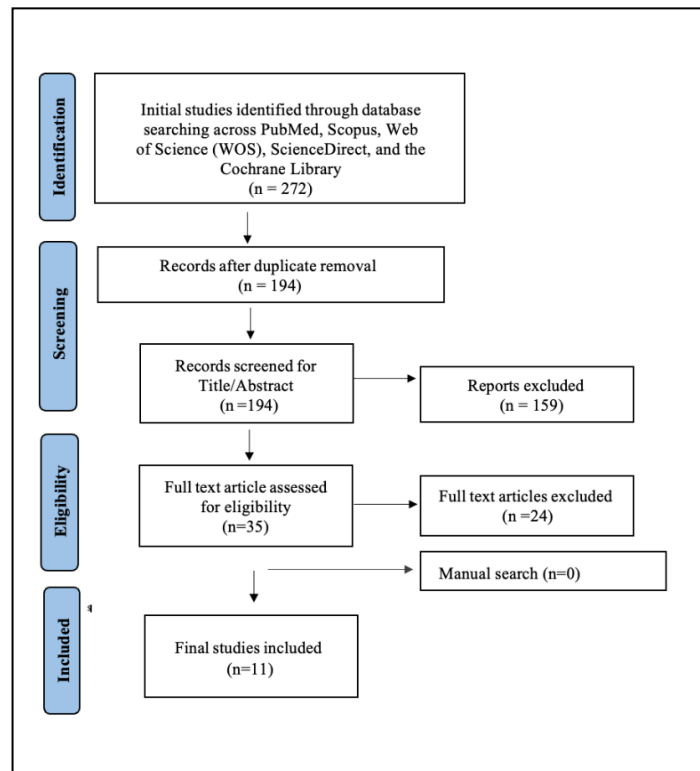 Identification
Initial studies identified through database
searching across PubMed, Scopus, Web
of Science (WOS), ScienceDirect, and the
Cochrane Library
(n = 272)
Screening
Records after duplicate removal
(n = 194)
Records screened for
Title/Abstract
(n =194)
Reports excluded
(n = 159)
Eligibility
Full text article assessed
for eligibility
(n=35)
Full text articles excluded
(n =24)
Manual search (n=0)
Included
Final studies included
(n=11)